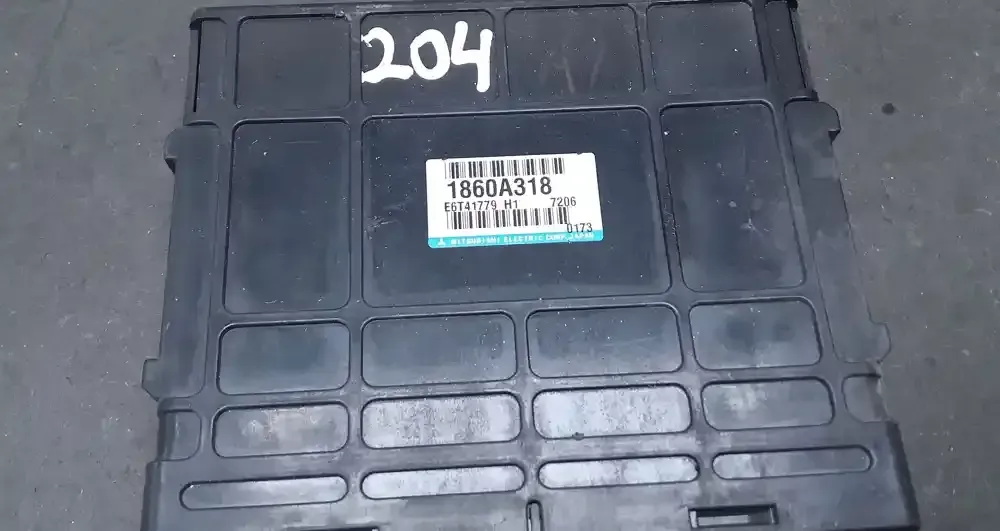 204
1860A318
E6T41779 H1 7206
0173
MITSUBISHI ELECTRIC CORP. JAPAN